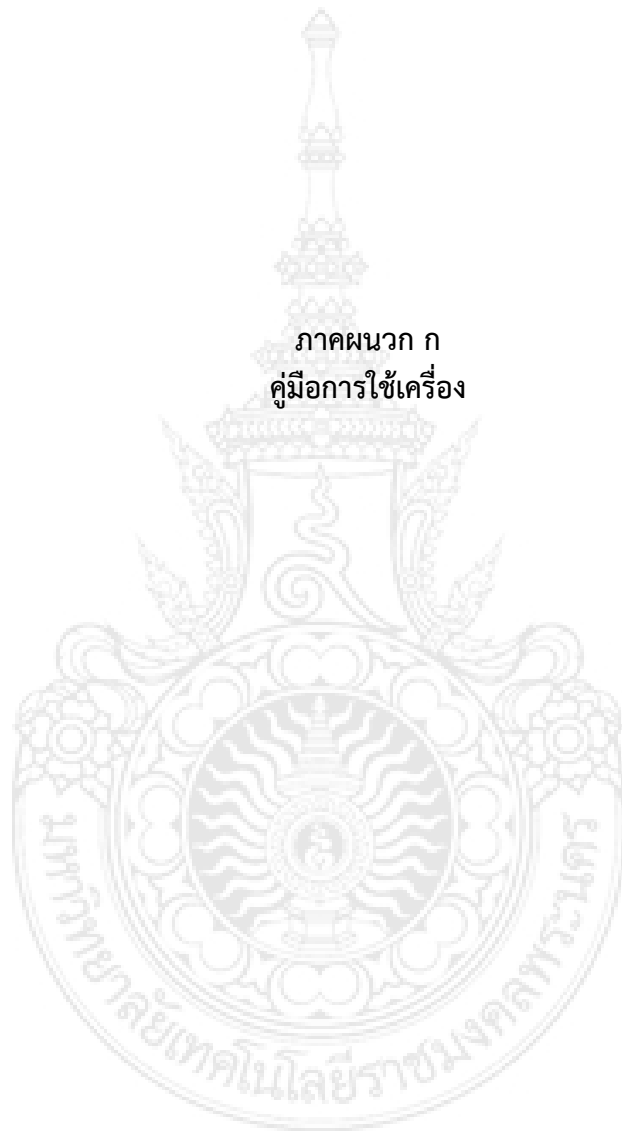 ภาคผนวก ก
คู่มือการใช้เครื่อง
มหาวิทยาลัยเทคโนโลยีราชมงคลพระนคร